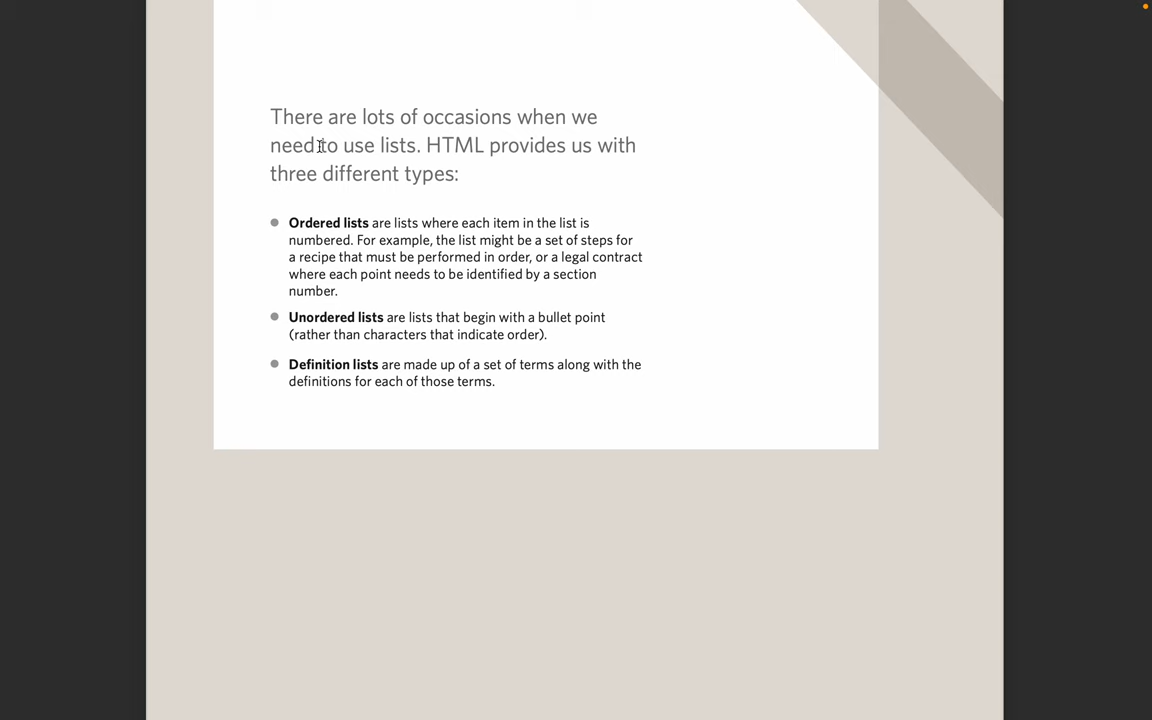 There are lots of occasions when we
need to use lists. HTML provides us with
three different types:
Ordered lists are lists where each item in the list is
numbered. For example, the list might be a set of steps for
a recipe that must be performed in order, or a legal contract
where each point needs to be identified by a section
number.
Unordered lists are lists that begin with a bullet point
(rather than characters that indicate order).
Definition lists are made up of a set of terms along with the
definitions for each of those terms.